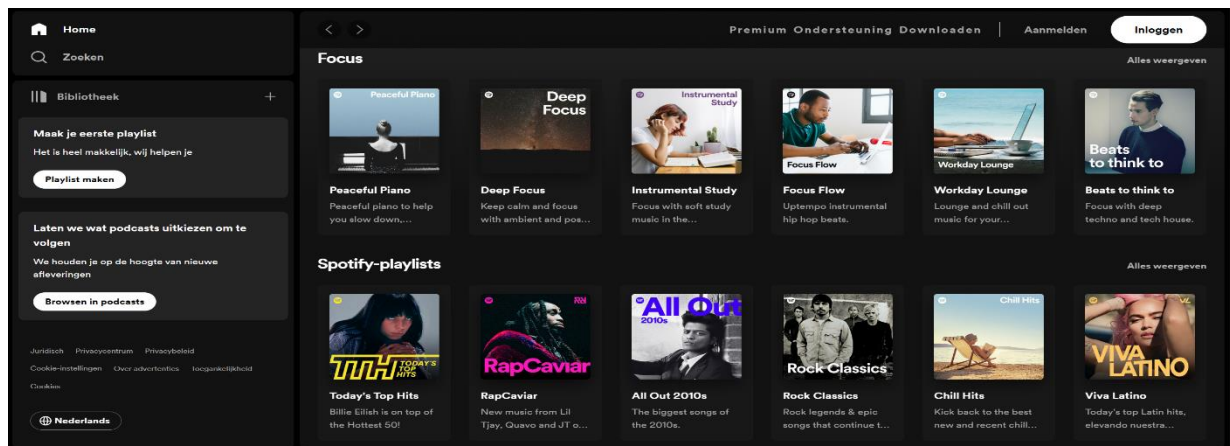 Home
Zoeken
Bibliotheek
Maak je eerste playlist
Het is heel makkelijk, wij helpen je
Playlist maken
Laten we wat podcasts uitkiezen om te
volgen
We houden je op de hoogte van nieuwe
afleveringen
Browsen in podcasts
Juridisch Privacycentrum Privacybeleid
Cookie-instellingen Over advertenties Toegankelijkheid
Cookies
Nederlands
Premium Ondersteuning Downloaden Aanmelden Inloggen
Focus Alles weergeven
Peaceful Piano
Deep
Focus
Instrumental
Study
Focus Flow
Workday Lounge
Beats
to think to
Peaceful Piano
Peaceful piano to help
you slow down,...
Deep Focus
Keep calm and focus
with ambient and pos...
Instrumental Study
Focus with soft study
music in the...
Focus Flow
Uptempo instrumental
hip hop beats.
Workday Lounge
Lounge and chill out
music for your...
Beats to think to
Focus with deep
techno and tech house.
Spotify-playlists Alles weergeven
TTH TODAY'S
TOP
HITS
RapCaviar
All Out
2010s
Rock Classics
Chill Hits
VL
VIVA
LATINO
Today's Top Hits
Billie Eilish is on top of
the Hottest 50!
RapCaviar
New music from Lil
Tjay, Quavo and JT o...
All Out 2010s
The biggest songs of
the 2010s.
Rock Classics
Rock legends & epic
songs that continue t...
Chill Hits
Kick back to the best
new and recent chill...
Viva Latino
Today's top Latin hits,
elevando nuestra...